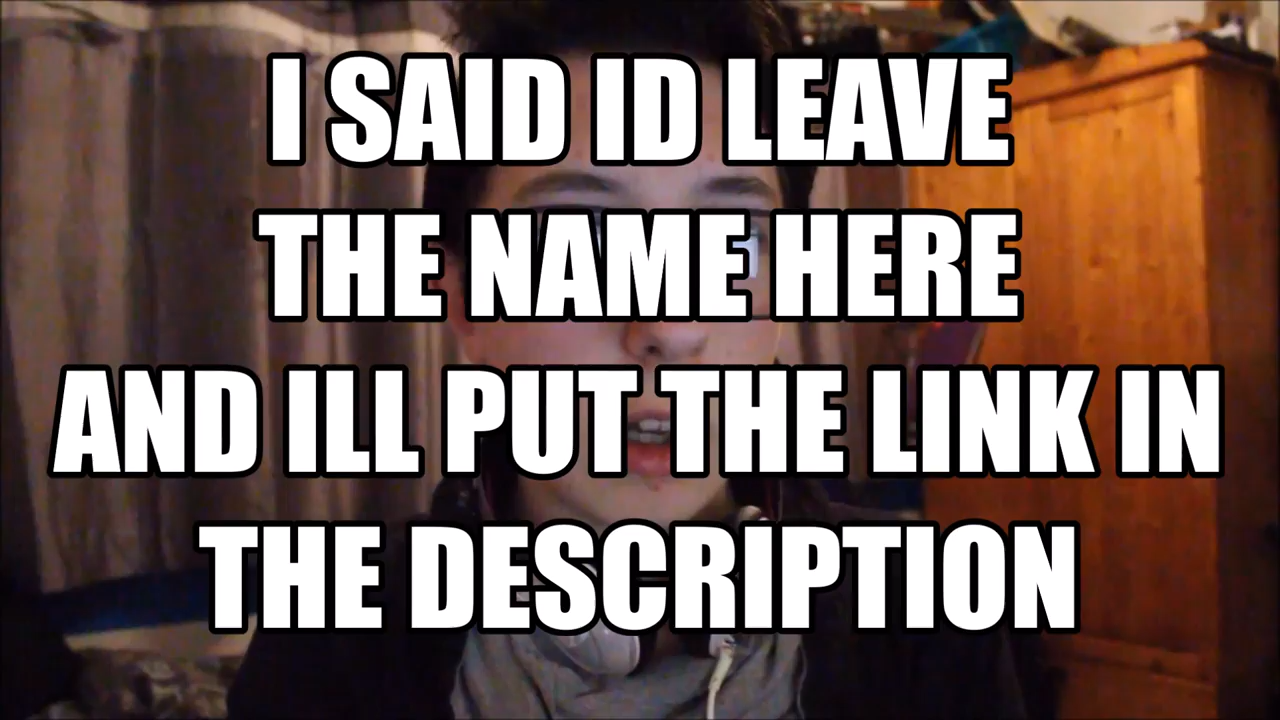 I SAID ID LEAVE
THE NAME HERE
AND ILL PUT THE LINK IN
THE DESCRIPTION